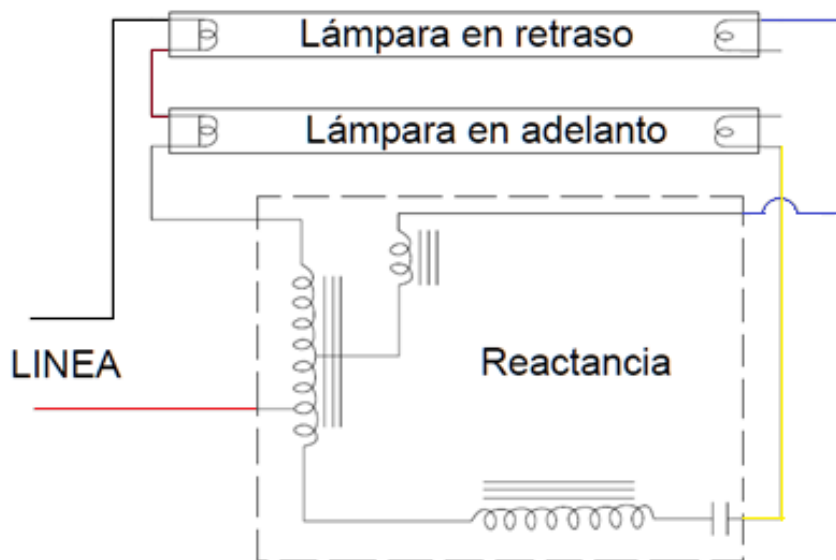 Lámpara en retraso
Lámpara en adelanto
LINEA
Reactancia